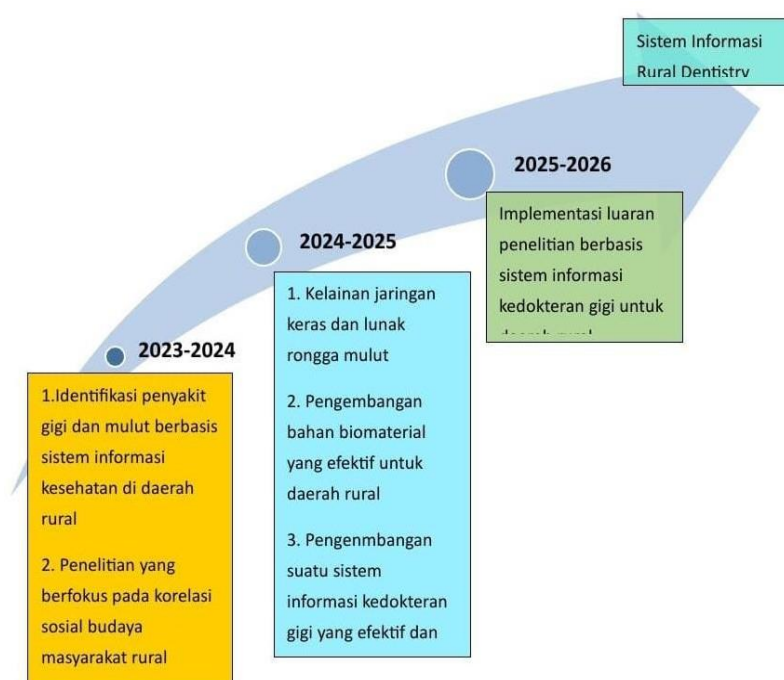 Sistem Informasi
Rural Dentistry
2025-2026
Implementasi luaran
penelitian berbasis
sistem informasi
kedokteran gigi untuk
daerah rural
2024-2025
1. Kelainan jaringan
keras dan lunak
rongga mulut
2. Pengembangan
bahan biomaterial
yang efektif untuk
daerah rural
3. Pengenmbangan
suatu sistem
informasi kedokteran
gigi yang efektif dan
2023-2024
1.Identifikasi penyakit
gigi dan mulut berbasis
sistem informasi
kesehatan di daerah
rural
2. Penelitian yang
berfokus pada korelasi
sosial budaya
masyarakat rural